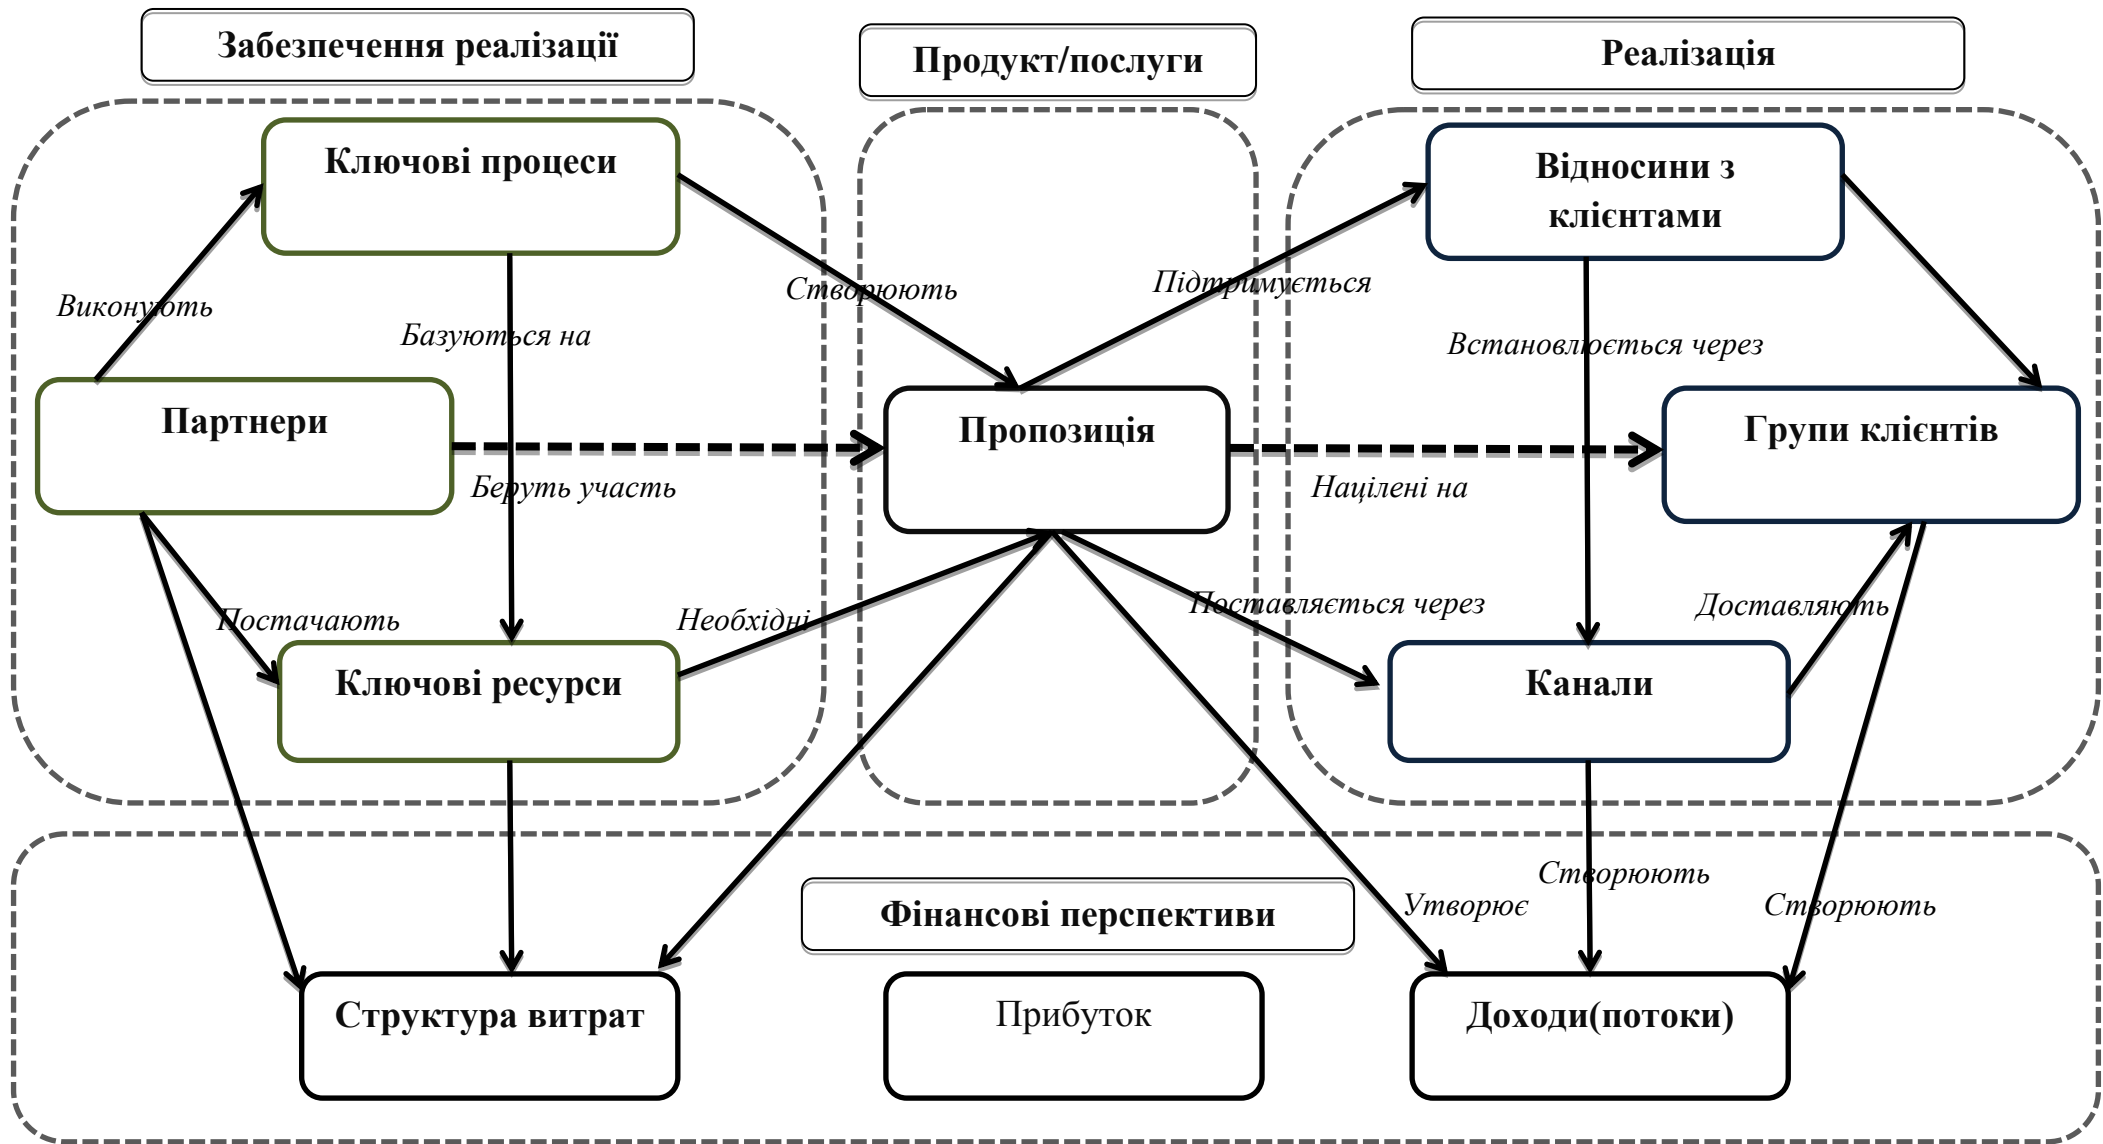 Забезпечення реалізації
Продукт/послуги
Реалізація
Ключові процеси
Відносини з
клієнтами
Створюють
Підтримується
Виконують
Базуються на
Встановлюється через
Партнери
Пропозиція
Групи клієнтів
Беруть участь
Націлені на
Постачають
Необхідні
Поставляється через
Доставляють
Ключові ресурси
Канали
Створюють
Утворює
Створюють
Фінансові перспективи
Структура витрат
Прибуток
Доходи(потоки)